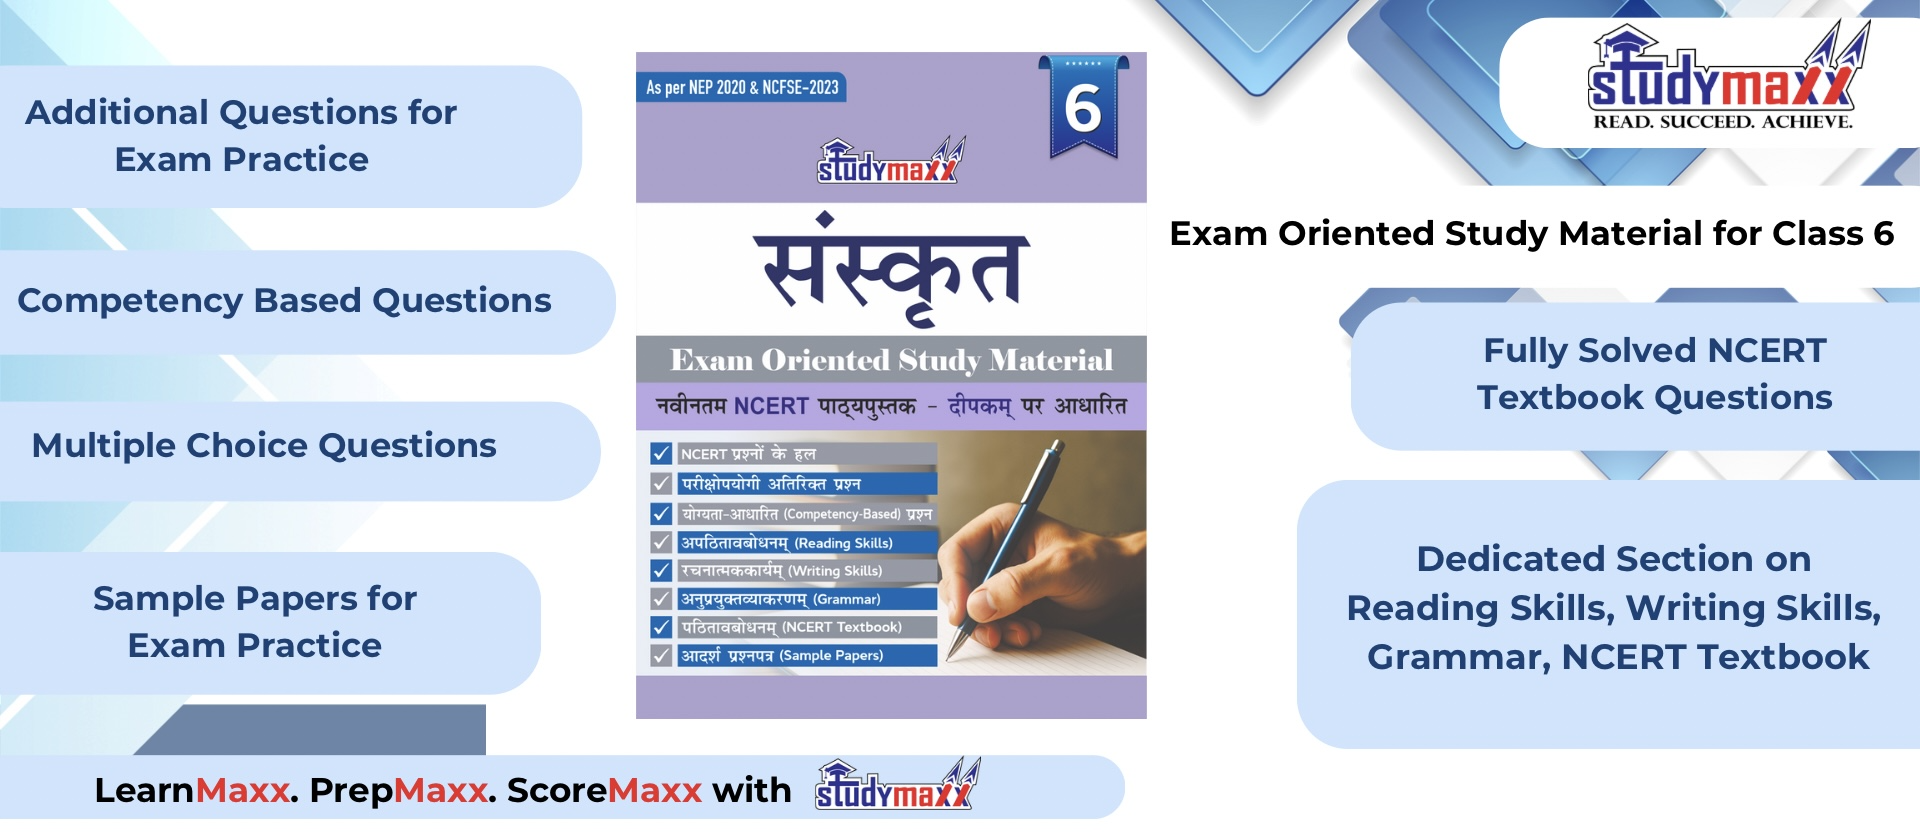 Additional Questions for
Exam Practice
Competency Based Questions
Multiple Choice Questions
Sample Papers for
Exam Practice
As per NEP 2020 & NCFSE-2023
6
studymaxx
संस्कृत
Exam Oriented Study Material
नवीनतम NCERT पाठ्यपुस्तक - दीपकम् पर आधारित
NCERT प्रश्नों के हल
परीक्षोपयोगी अतिरिक्त प्रश्न
योग्यता-आधारित (Competency-Based) प्रश्न
अपठितावबोधनम् (Reading Skills)
रचनात्मककार्यम् (Writing Skills)
अनुप्रयुक्तव्याकरणम् (Grammar)
पठितावबोधनम् (NCERT Textbook)
आदर्श प्रश्नपत्र (Sample Papers)
studymaxx
READ. SUCCEED. ACHIEVE.
Exam Oriented Study Material for Class 6
Fully Solved NCERT
Textbook Questions
Dedicated Section on
Reading Skills, Writing Skills,
Grammar, NCERT Textbook
LearnMaxx. PrepMaxx. ScoreMaxx with studymaxx